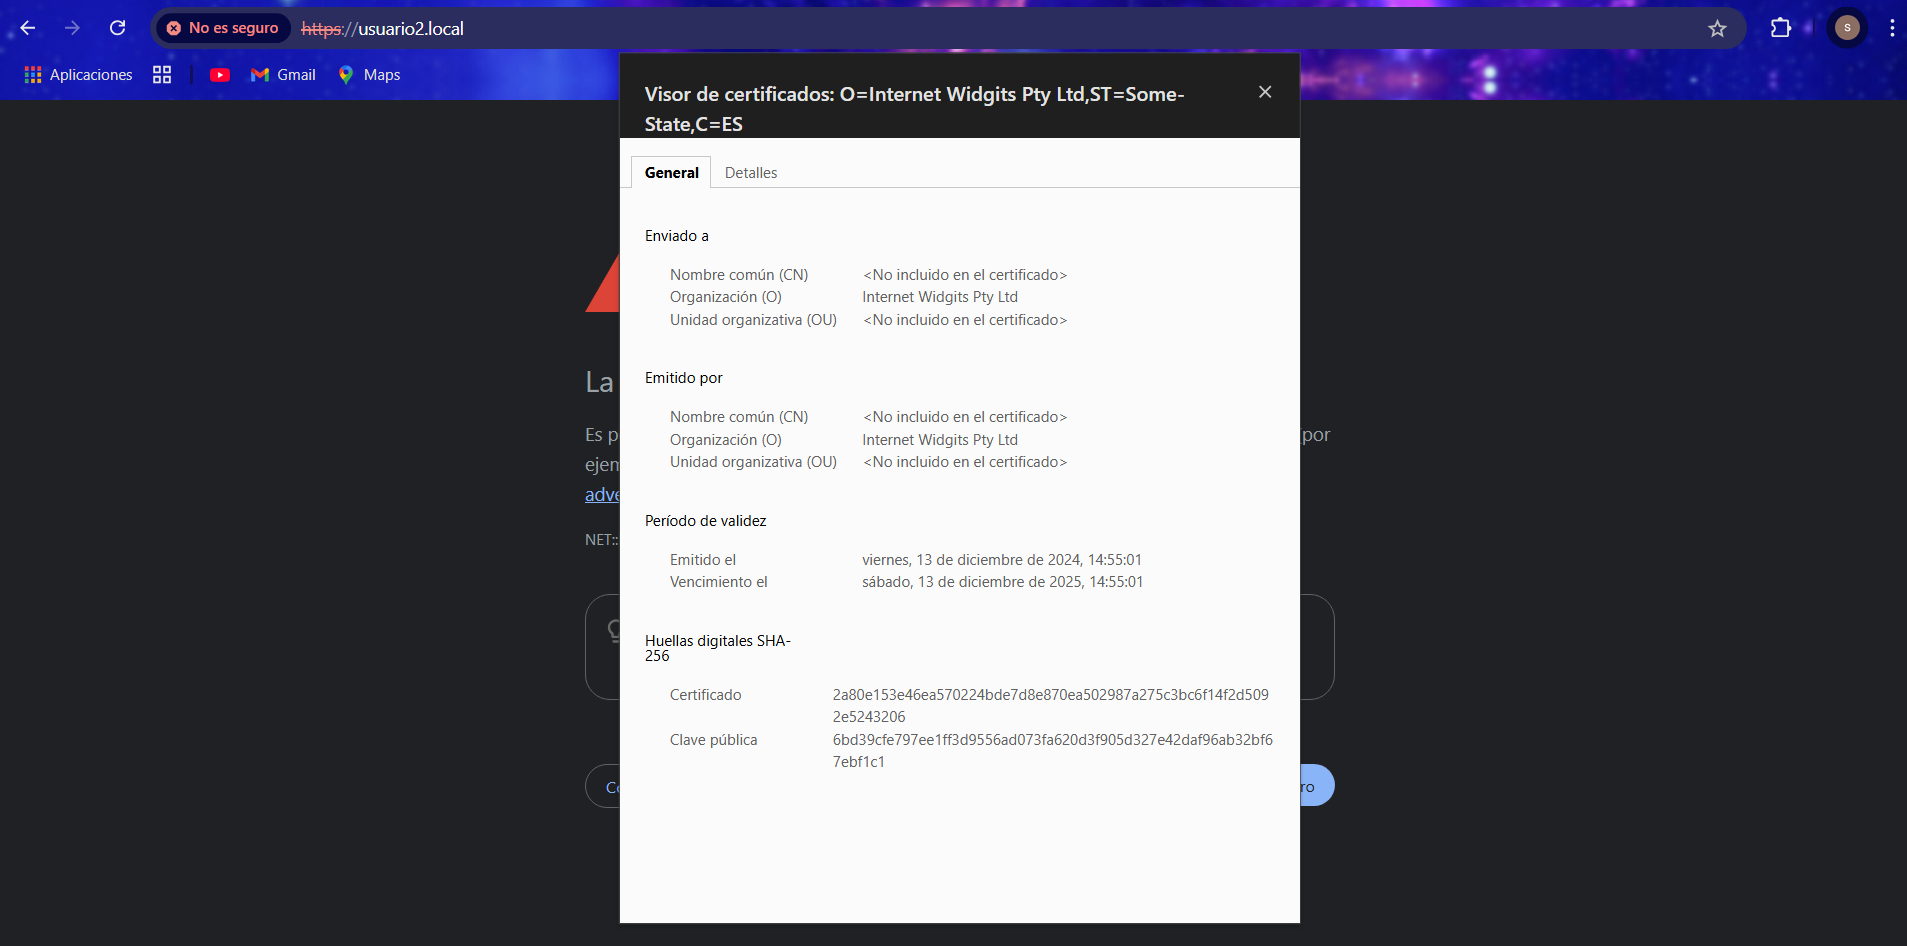 No es seguro https://usuario2.local S
Aplicaciones Gmail Maps
Visor de certificados: O=Internet Widgits Pty Ltd,ST=Some-
State,C=ES
General Detalles
Enviado a
Nombre común (CN) <No incluido en el certificado>
Organización (O) Internet Widgits Pty Ltd
Unidad organizativa (OU) <No incluido en el certificado>
La
Emitido por
Nombre común (CN) <No incluido en el certificado>
Es p (por
Organización (O) Internet Widgits Pty Ltd
ejem
Unidad organizativa (OU) <No incluido en el certificado>
adve
Período de validez
NET::
Emitido el viernes, 13 de diciembre de 2024, 14:55:01
Vencimiento el sábado, 13 de diciembre de 2025, 14:55:01
Huellas digitales SHA-
256
Certificado 2a80e153e46ea570224bde7d8e870ea502987a275c3bc6f14f2d509
2e5243206
Clave pública 6bd39cfe797ee1ff3d9556ad073fa620d3f905d327e42daf96ab32bf6
7ebf1c1
Co ro